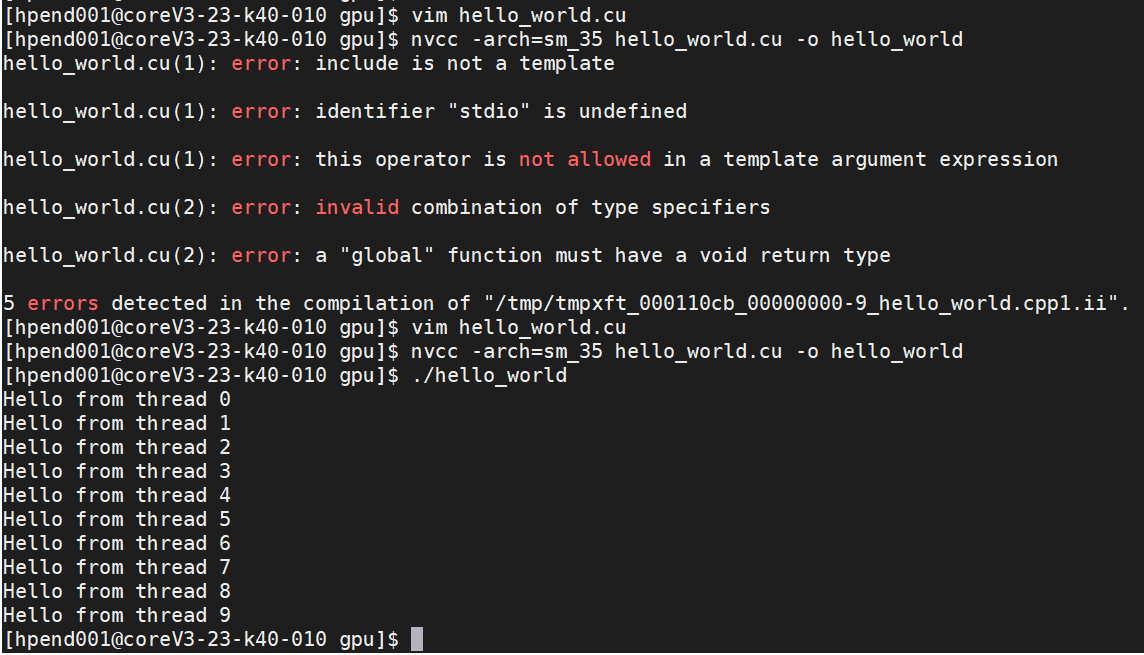 [hpend001@coreV3-23-k40-010 gpu]$ vim hello_world.cu
[hpend001@coreV3-23-k40-010 gpu]$ nvcc -arch=sm_35 hello_world.cu -o hello_world
hello_world.cu(1): error: include is not a template
hello_world.cu(1): error: identifier "stdio" is undefined
hello_world.cu(1): error: this operator is not allowed in a template argument expression
hello_world.cu(2): error: invalid combination of type specifiers
hello_world.cu(2): error: a "global" function must have a void return type
5 errors detected in the compilation of "/tmp/tmpxft_000110cb_00000000-9_hello_world.cpp1.ii".
[hpend001@coreV3-23-k40-010 gpu]$ vim hello_world.cu
[hpend001@coreV3-23-k40-010 gpu]$ nvcc -arch=sm_35 hello_world.cu -o hello_world
[hpend001@coreV3-23-k40-010 gpu]$ ./hello_world
Hello from thread 0
Hello from thread 1
Hello from thread 2
Hello from thread 3
Hello from thread 4
Hello from thread 5
Hello from thread 6
Hello from thread 7
Hello from thread 8
Hello from thread 9
[hpend001@coreV3-23-k40-010 gpu]$